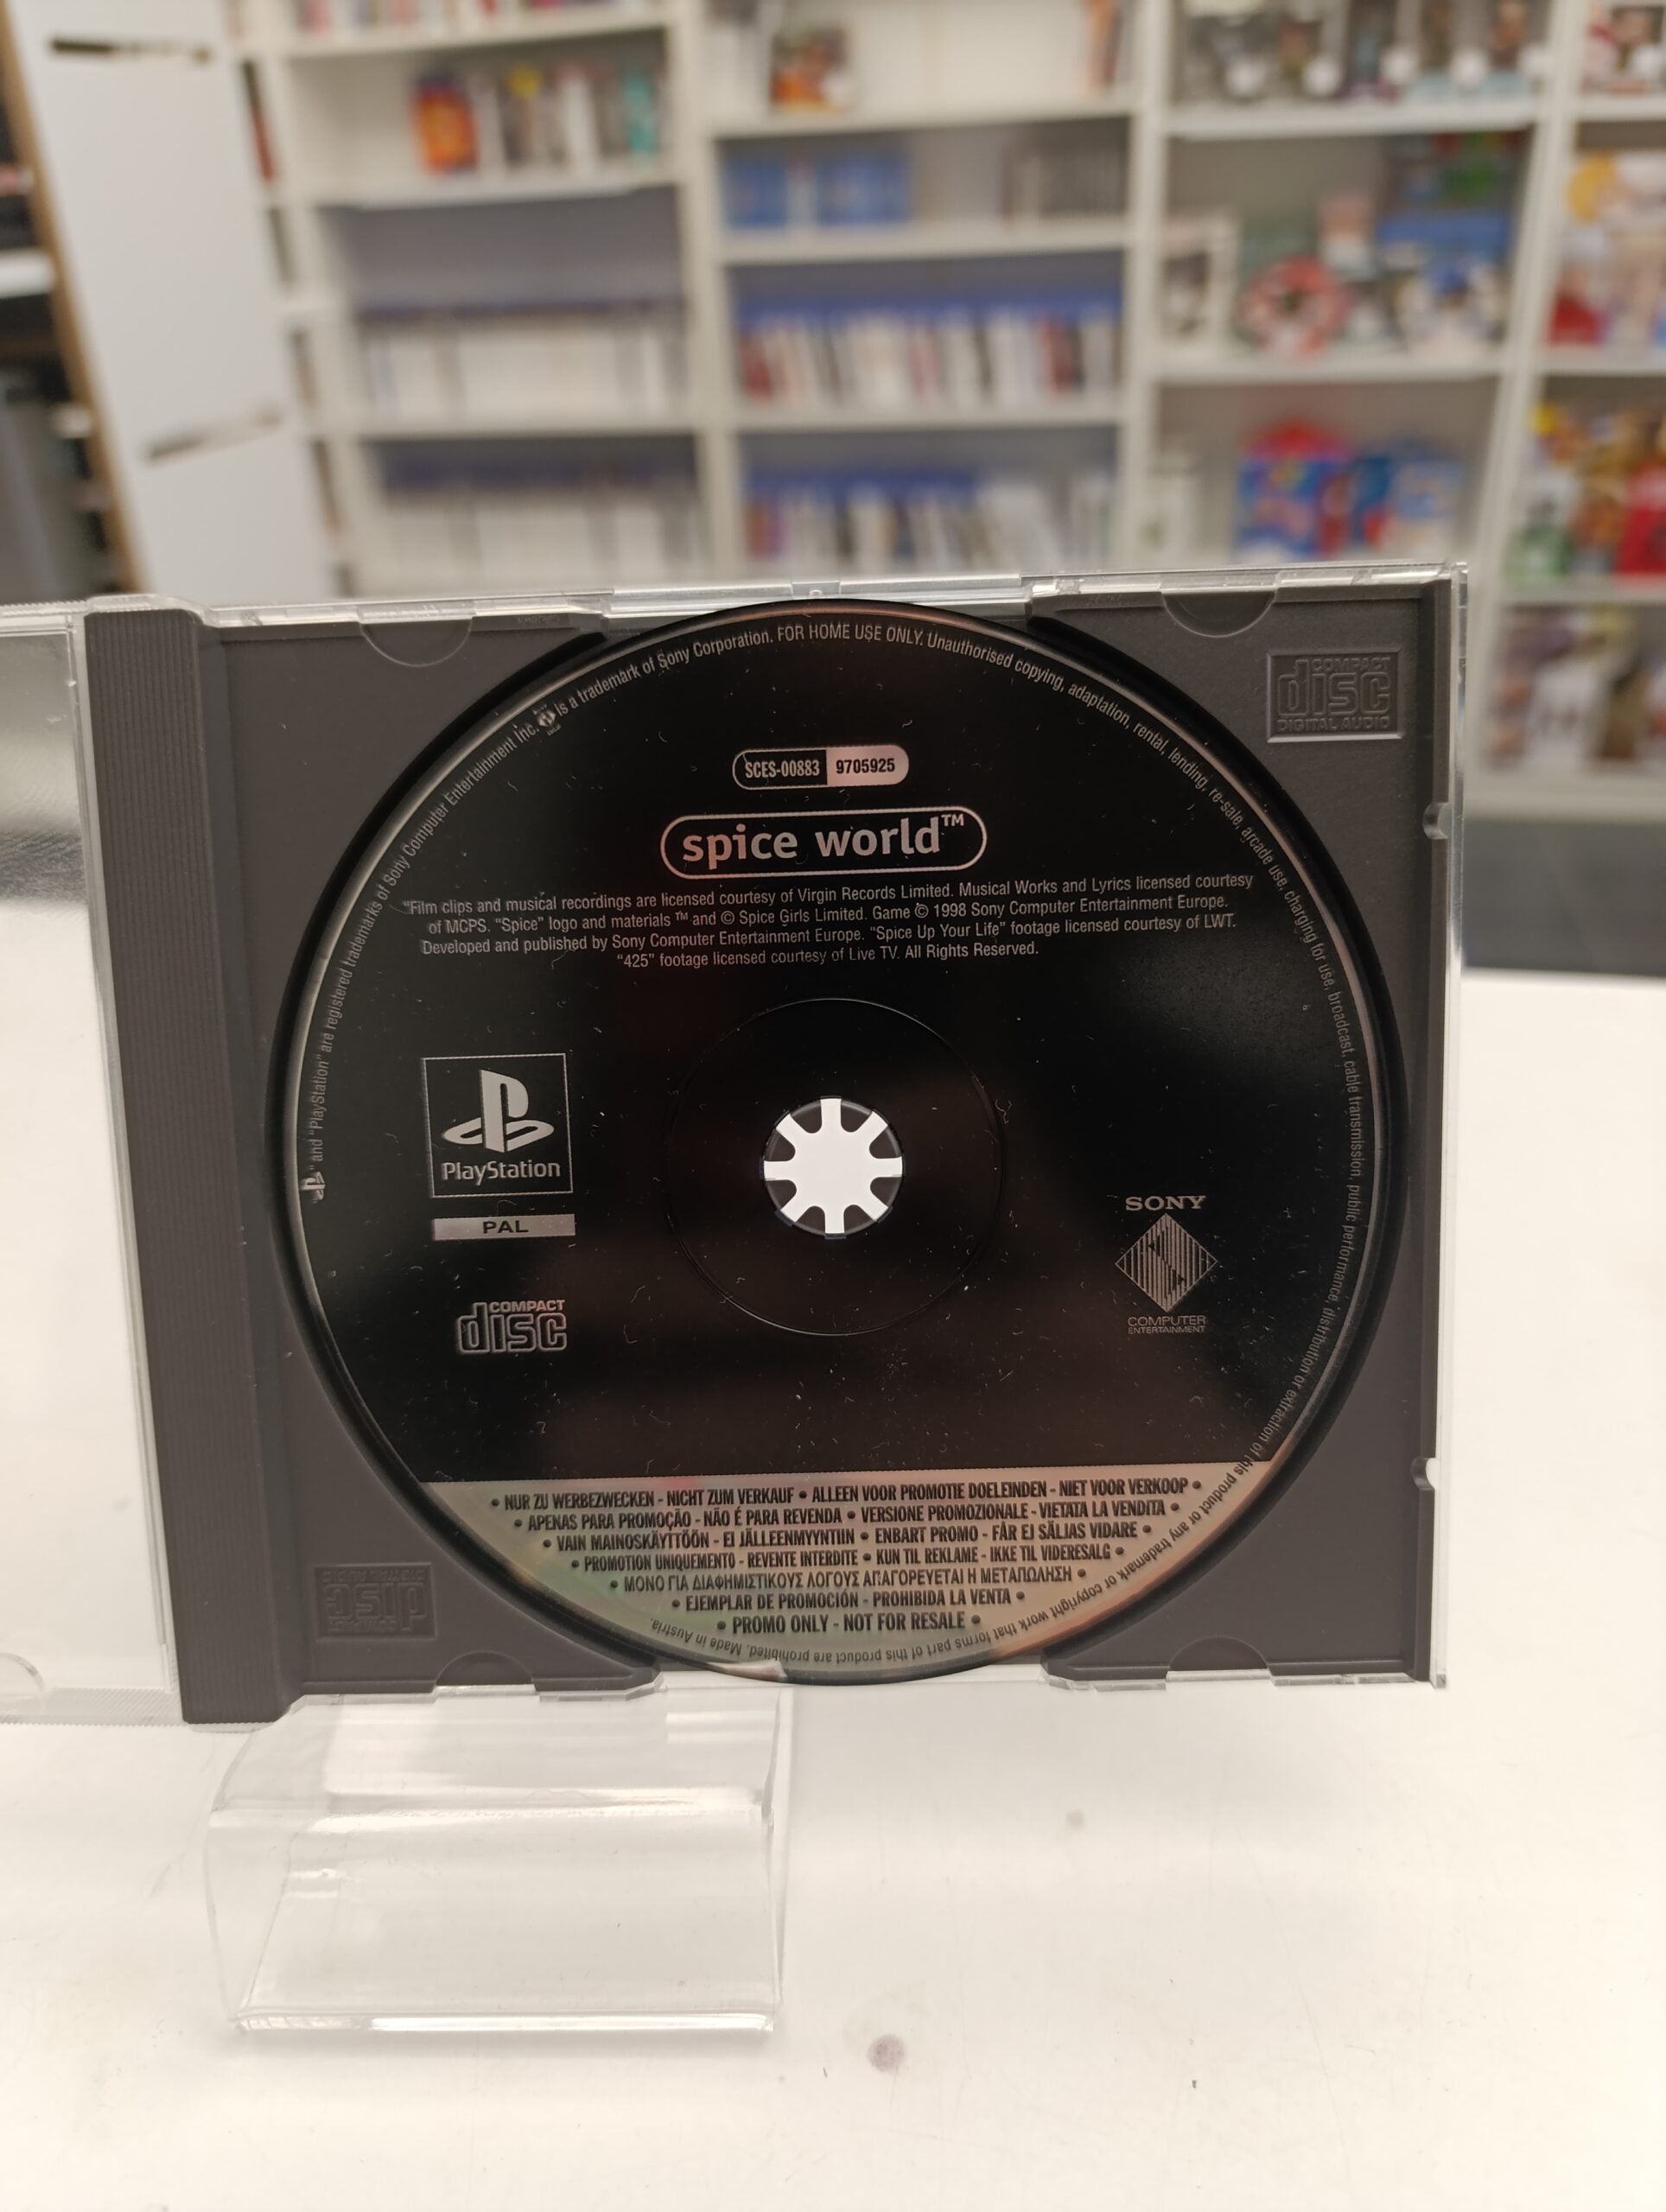 SCES-00883 9705925
spice world™
"Film clips and musical recordings are licensed courtesy of Virgin Records Limited. Musical Works and Lyrics licensed courtesy
of MCPS. "Spice" logo and materials ™ and © Spice Girls Limited. Game © 1998 Sony Computer Entertainment Europe.
Developed and published by Sony Computer Entertainment Europe. "Spice Up Your Life" footage licensed courtesy of LWT.
"425" footage licensed courtesy of Live TV. All Rights Reserved.
" and "PlayStation" are registered trademarks of Sony Computer Entertainment Inc. is a trademark of Sony Corporation. FOR HOME USE ONLY. Unauthorised copying, adaptation, rental, lending, re-sale, arcade use, charging for use, broadcast, cable transmission, public performance, distribution or extraction of this product or any trademark or copyright work that forms part of this product are prohibited. Made in Austria.
COMPACT
disc
DIGITAL AUDIO
PlayStation
PAL
COMPACT
disc
SONY
COMPUTER
ENTERTAINMENT
• NUR ZU WERBEZWECKEN - NICHT ZUM VERKAUF • ALLEEN VOOR PROMOTIE DOELEINDEN - NIET VOOR VERKOOP •
• APENAS PARA PROMOÇÃO - NÃO É PARA REVENDA • VERSIONE PROMOZIONALE - VIETATA LA VENDITA •
• VAIN MAINOSKÄYTTÖÖN - EI JÄLLEENMYYNTIIN • ENBART PROMO - FÅR EJ SÄLJAS VIDARE •
• PROMOTION UNIQUEMENTO - REVENTE INTERDITE • KUN TIL REKLAME - IKKE TIL VIDERESALG •
• ΜΟΝΟ ΓΙΑ ΔΙΑΦΗΜΙΣΤΙΚΟΥΣ ΛΟΓΟΥΣ ΑΠΑΓΟΡΕΥΕΤΑΙ Η ΜΕΤΑΠΩΛΗΣΗ •
• EJEMPLAR DE PROMOCIÓN - PROHIBIDA LA VENTA •
• PROMO ONLY - NOT FOR RESALE •
COMPACT
disc
DIGITAL AUDIO